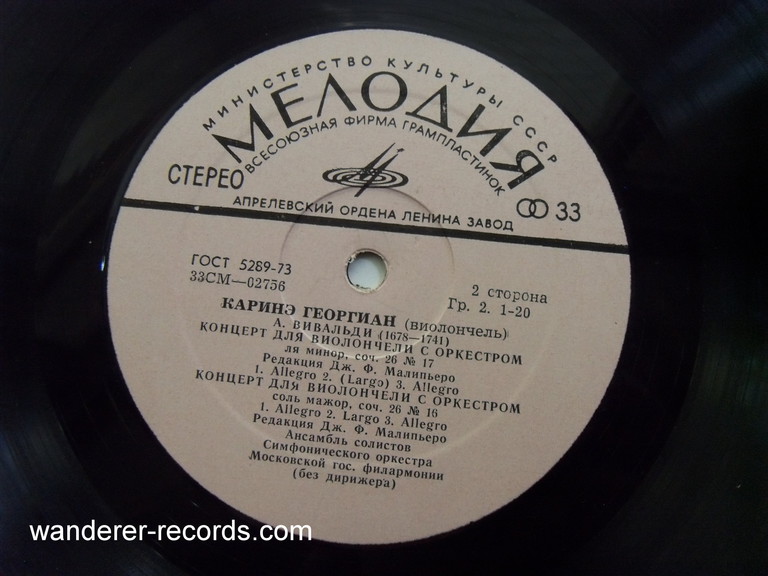 МИНИСТЕРСТВО КУЛЬТУРЫ СССР
МЕЛОДИЯ
ВСЕСОЮЗНАЯ ФИРМА ГРАМПЛАСТИНОК
СТЕРЕО
33
АПРЕЛЕВСКИЙ ОРДЕНА ЛЕНИНА ЗАВОД
ГОСТ 5289-73
33СМ—02756
2 сторона
Гр. 2. 1-20
КАРИНЭ ГЕОРГИАН (виолончель)
А. ВИВАЛЬДИ (1678—1741)
КОНЦЕРТ ДЛЯ ВИОЛОНЧЕЛИ С ОРКЕСТРОМ
ля минор, соч. 26 № 17
Редакция Дж. Ф. Малипьеро
1. Allegro 2. (Largo) 3. Allegro
КОНЦЕРТ ДЛЯ ВИОЛОНЧЕЛИ С ОРКЕСТРОМ
соль мажор, соч. 26 № 16
1. Allegro 2. Largo 3. Allegro
Редакция Дж. Ф. Малипьеро
Ансамбль солистов
Симфонического оркестра
Московской гос. филармонии
(без дирижера)
wanderer-records.com